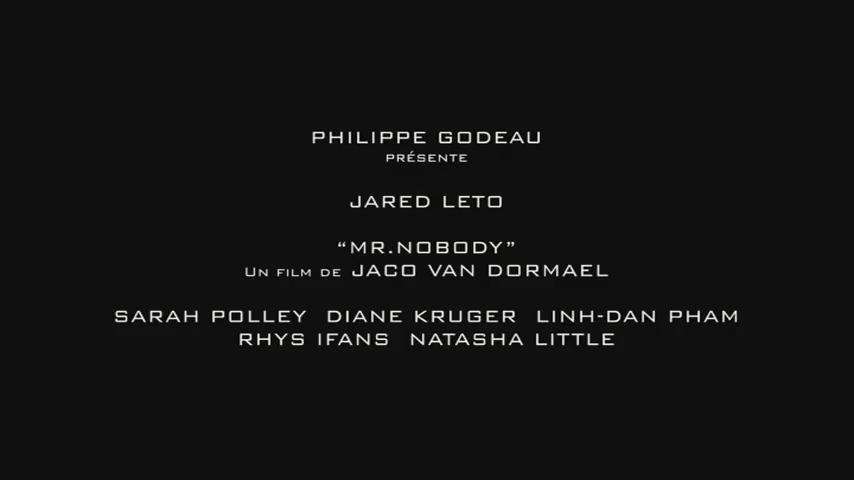 PHILIPPE GODEAU
PRÉSENTE
JARED LETO
“MR.NOBODY”
UN FILM DE JACO VAN DORMAEL
SARAH POLLEY DIANE KRUGER LINH-DAN PHAM
RHYS IFANS NATASHA LITTLE